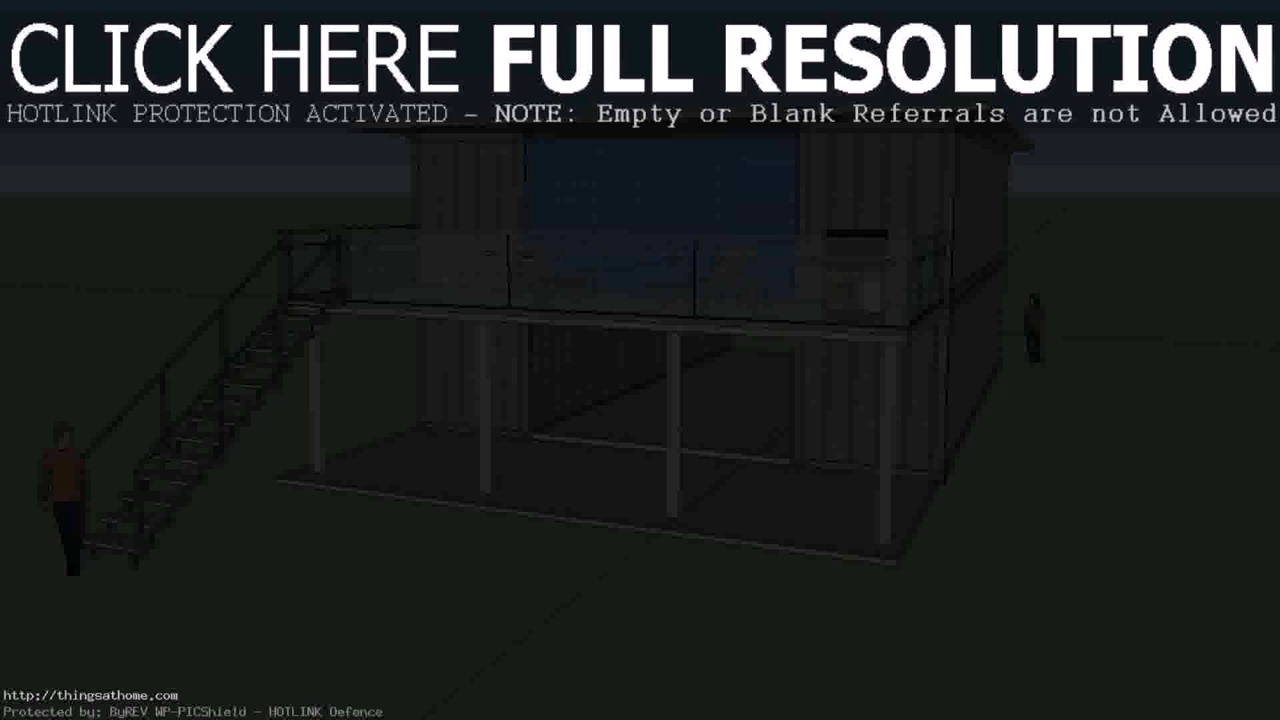 CLICK HERE FULL RESOLUTION
HOTLINK PROTECTION ACTIVATED - NOTE: Empty or Blank Referrals are not Allowed
http://thingsathome.com
Protected by: ByREV WP-PICShield - HOTLINK Defence